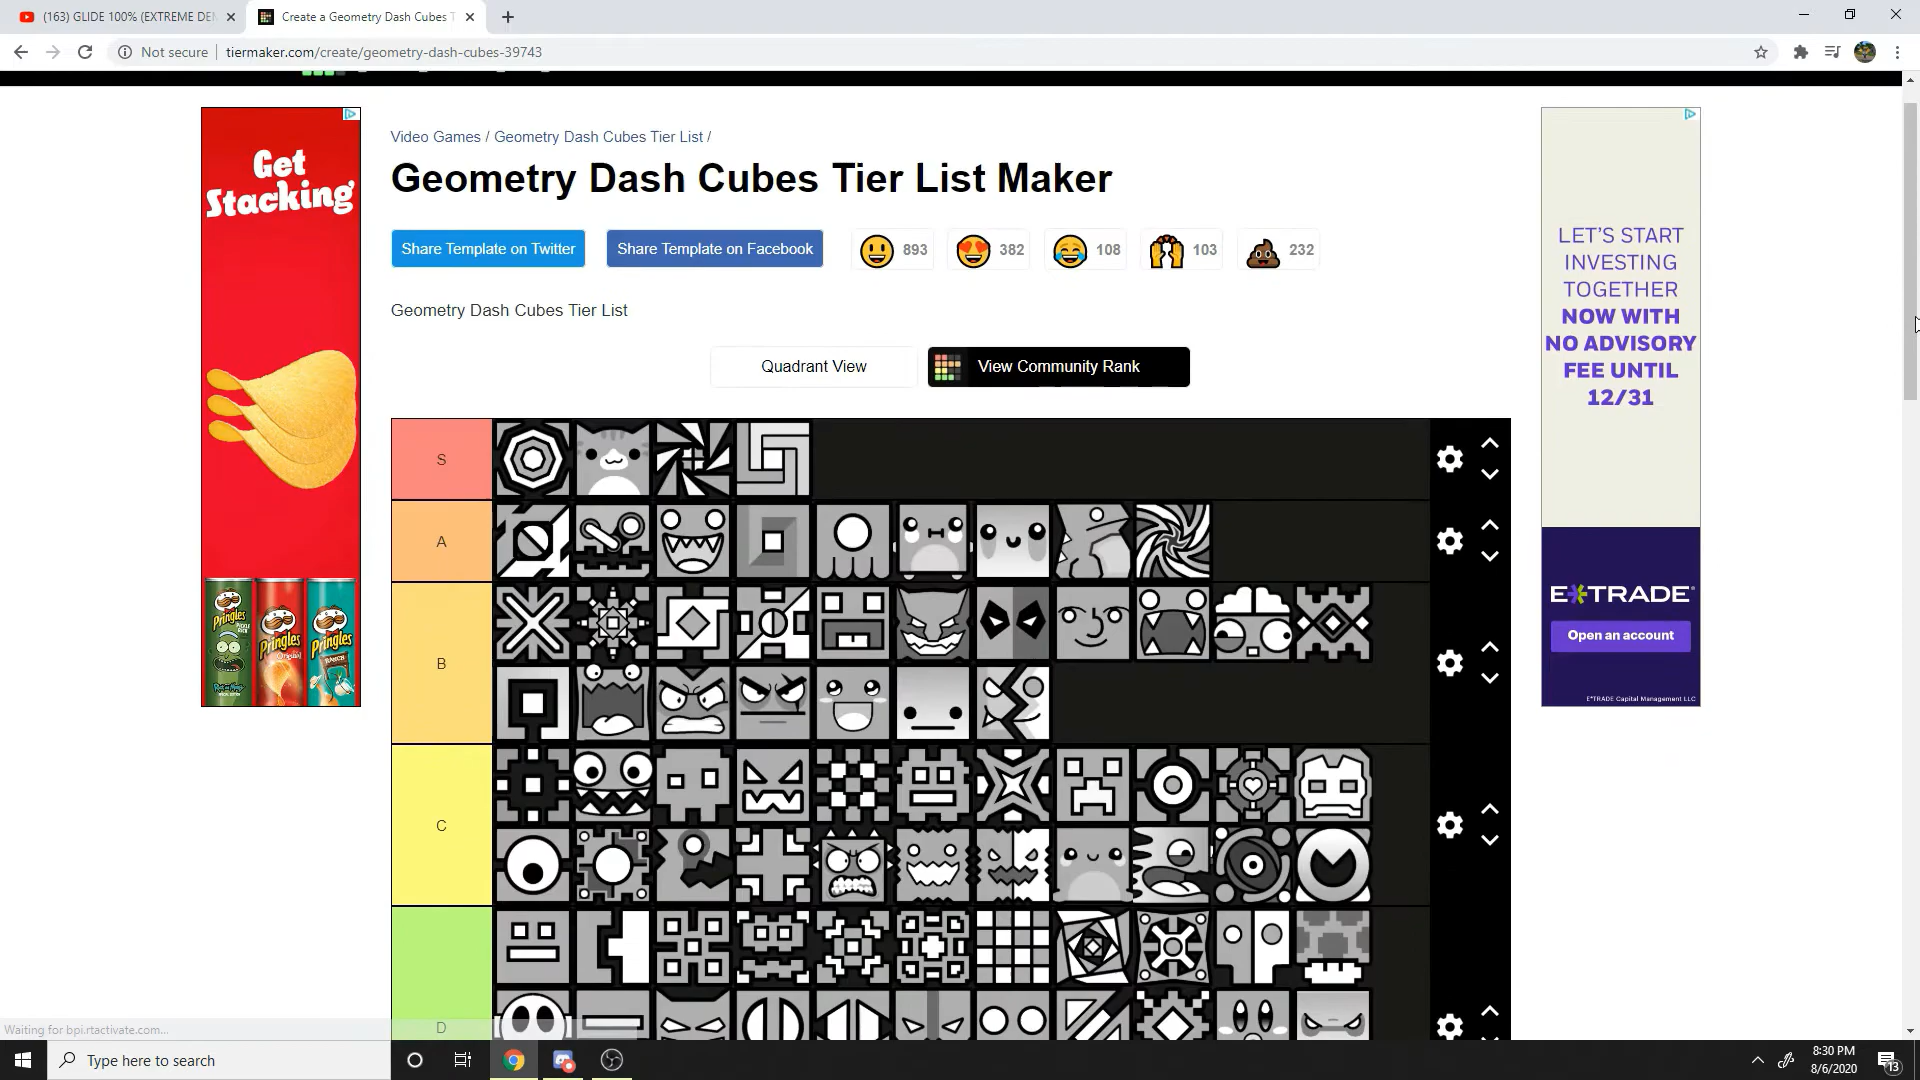 (163) GLIDE 100% (EXTREME DEM
Create a Geometry Dash Cubes T
Not secure
tiermaker.com/create/geometry-dash-cubes-39743
Video Games / Geometry Dash Cubes Tier List /
Geometry Dash Cubes Tier List Maker
Share Template on Twitter
Share Template on Facebook
893
382
108
103
232
Geometry Dash Cubes Tier List
Quadrant View
View Community Rank
S
A
B
C
D
Get
Stacking
Pringles
Pringles
Pringles
LET'S START
INVESTING
TOGETHER
NOW WITH
NO ADVISORY
FEE UNTIL
12/31
E*TRADE
Open an account
E*TRADE Capital Management LLC
Waiting for bpi.rtactivate.com...
Type here to search
8:30 PM
8/6/2020
13